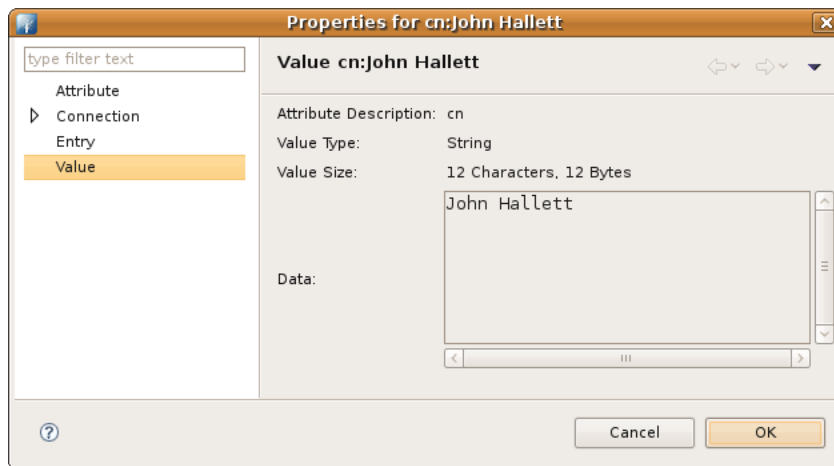 Properties for cn:John Hallett
type filter text
Attribute
Connection
Entry
Value
Value cn:John Hallett
Attribute Description: cn
Value Type: String
Value Size: 12 Characters, 12 Bytes
Data:
John Hallett
Cancel
OK